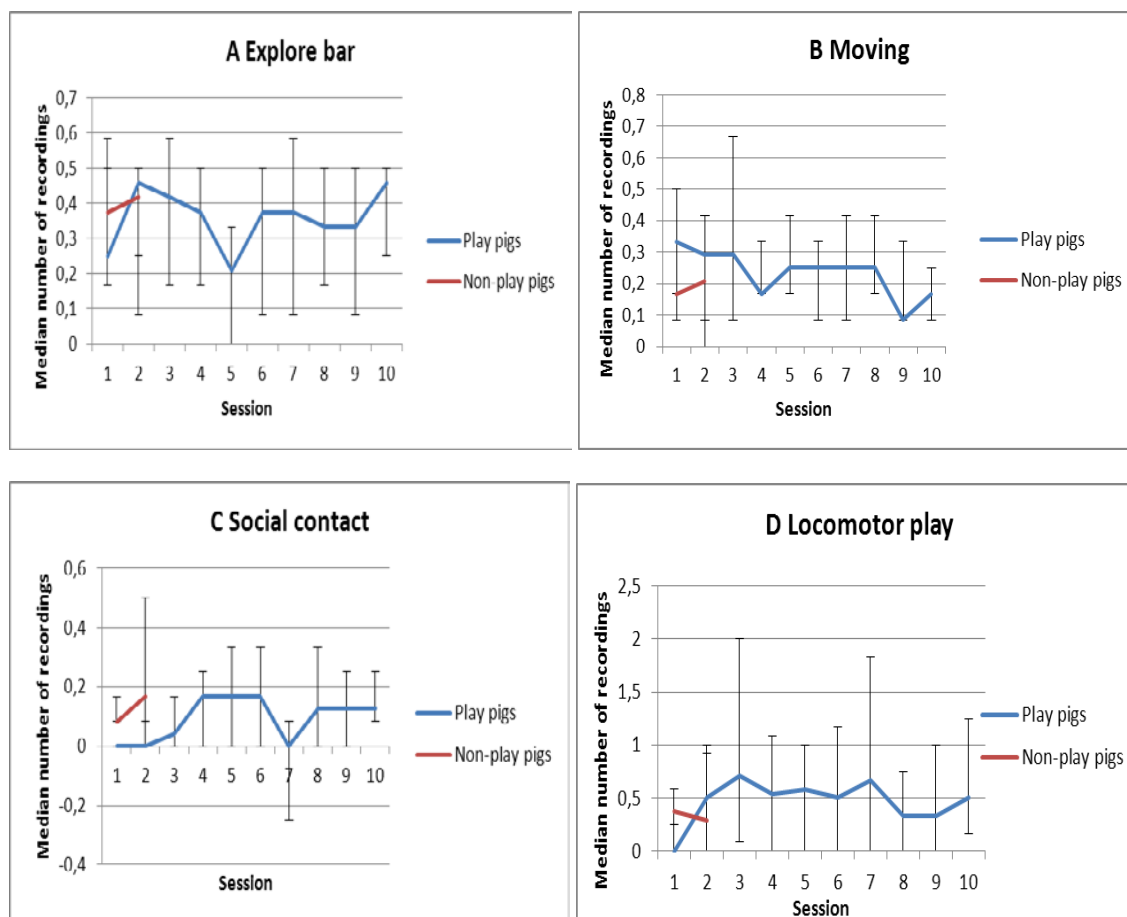 A Explore bar
Median number of recordings
0,7
0,6
0,5
0,4
0,3
0,2
0,1
0
1 2 3 4 5 6 7 8 9 10
Session
Play pigs
Non-play pigs
B Moving
Median number of recordings
0,8
0,7
0,6
0,5
0,4
0,3
0,2
0,1
0
1 2 3 4 5 6 7 8 9 10
Session
Play pigs
Non-play pigs
C Social contact
Median number of recordings
0,6
0,4
0,2
0
-0,2
-0,4
1 2 3 4 5 6 7 8 9 10
Session
Play pigs
Non-play pigs
D Locomotor play
Median number of recordings
2,5
2
1,5
1
0,5
0
1 2 3 4 5 6 7 8 9 10
Session
Play pigs
Non-play pigs